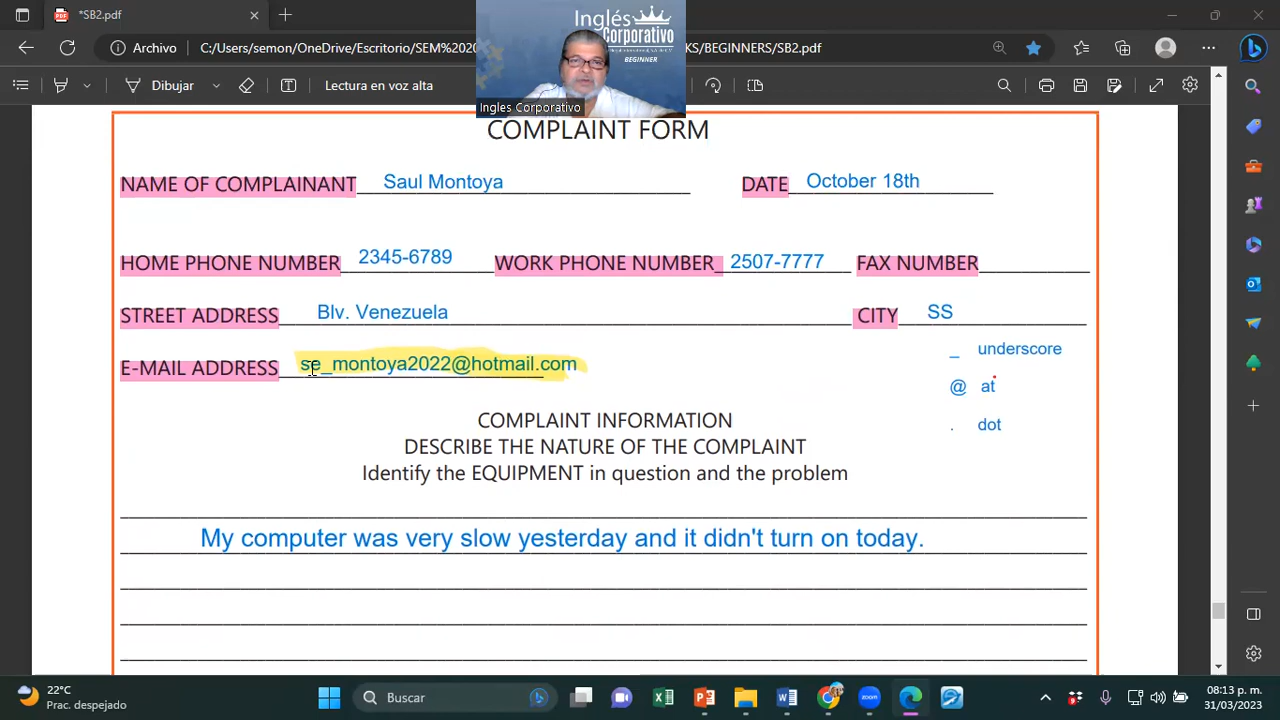 *SB2.pdf
Archivo C:/Users/semon/OneDrive/Escritorio/SEM%20 KS/BEGINNERS/SB2.pdf
Dibujar
Lectura en voz alta
Inglés
Corporativo
BEGINNER
Ingles Corporativo
COMPLAINT FORM
NAME OF COMPLAINANT Saul Montoya DATE October 18th
HOME PHONE NUMBER 2345-6789 WORK PHONE NUMBER 2507-7777 FAX NUMBER
STREET ADDRESS Blv. Venezuela CITY SS
E-MAIL ADDRESS se_montoya2022@hotmail.com
_ underscore
@ at
. dot
COMPLAINT INFORMATION
DESCRIBE THE NATURE OF THE COMPLAINT
Identify the EQUIPMENT in question and the problem
My computer was very slow yesterday and it didn't turn on today.
22°C
Prac. despejado
Buscar
08:13 p. m.
31/03/2023